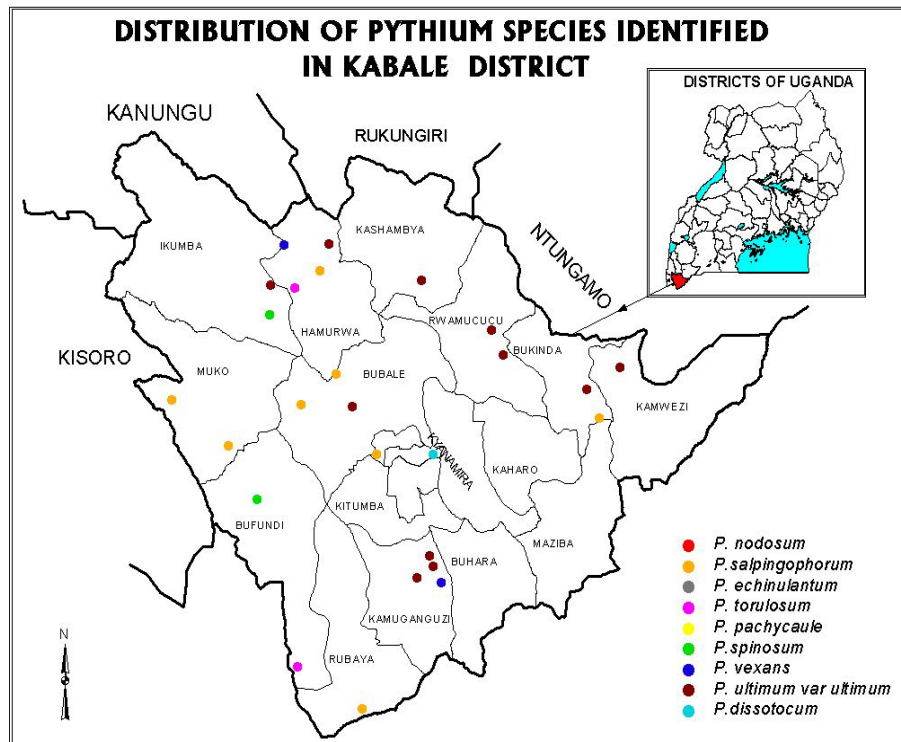 DISTRIBUTION OF PYTHIUM SPECIES IDENTIFIED
IN KABALE DISTRICT
DISTRICTS OF UGANDA
KANUNGU
RUKUNGIRI
NTUNGAMO
KISORO
IKUMBA
KASHAMBYA
HAMURWA
RWAMUCUCU
BUKINDA
MUKO
BUBALE
KAMWEZI
KYANAMIRA
KAHARO
KITUMBA
BUFUNDI
MAZIBA
BUHARA
KAMUGANGUZI
RUBAYA
N
P. nodosum
P.salpingophorum
P. echinulantum
P. torulosum
P. pachycaule
P.spinosum
P. vexans
P. ultimum var ultimum
P.dissotocum